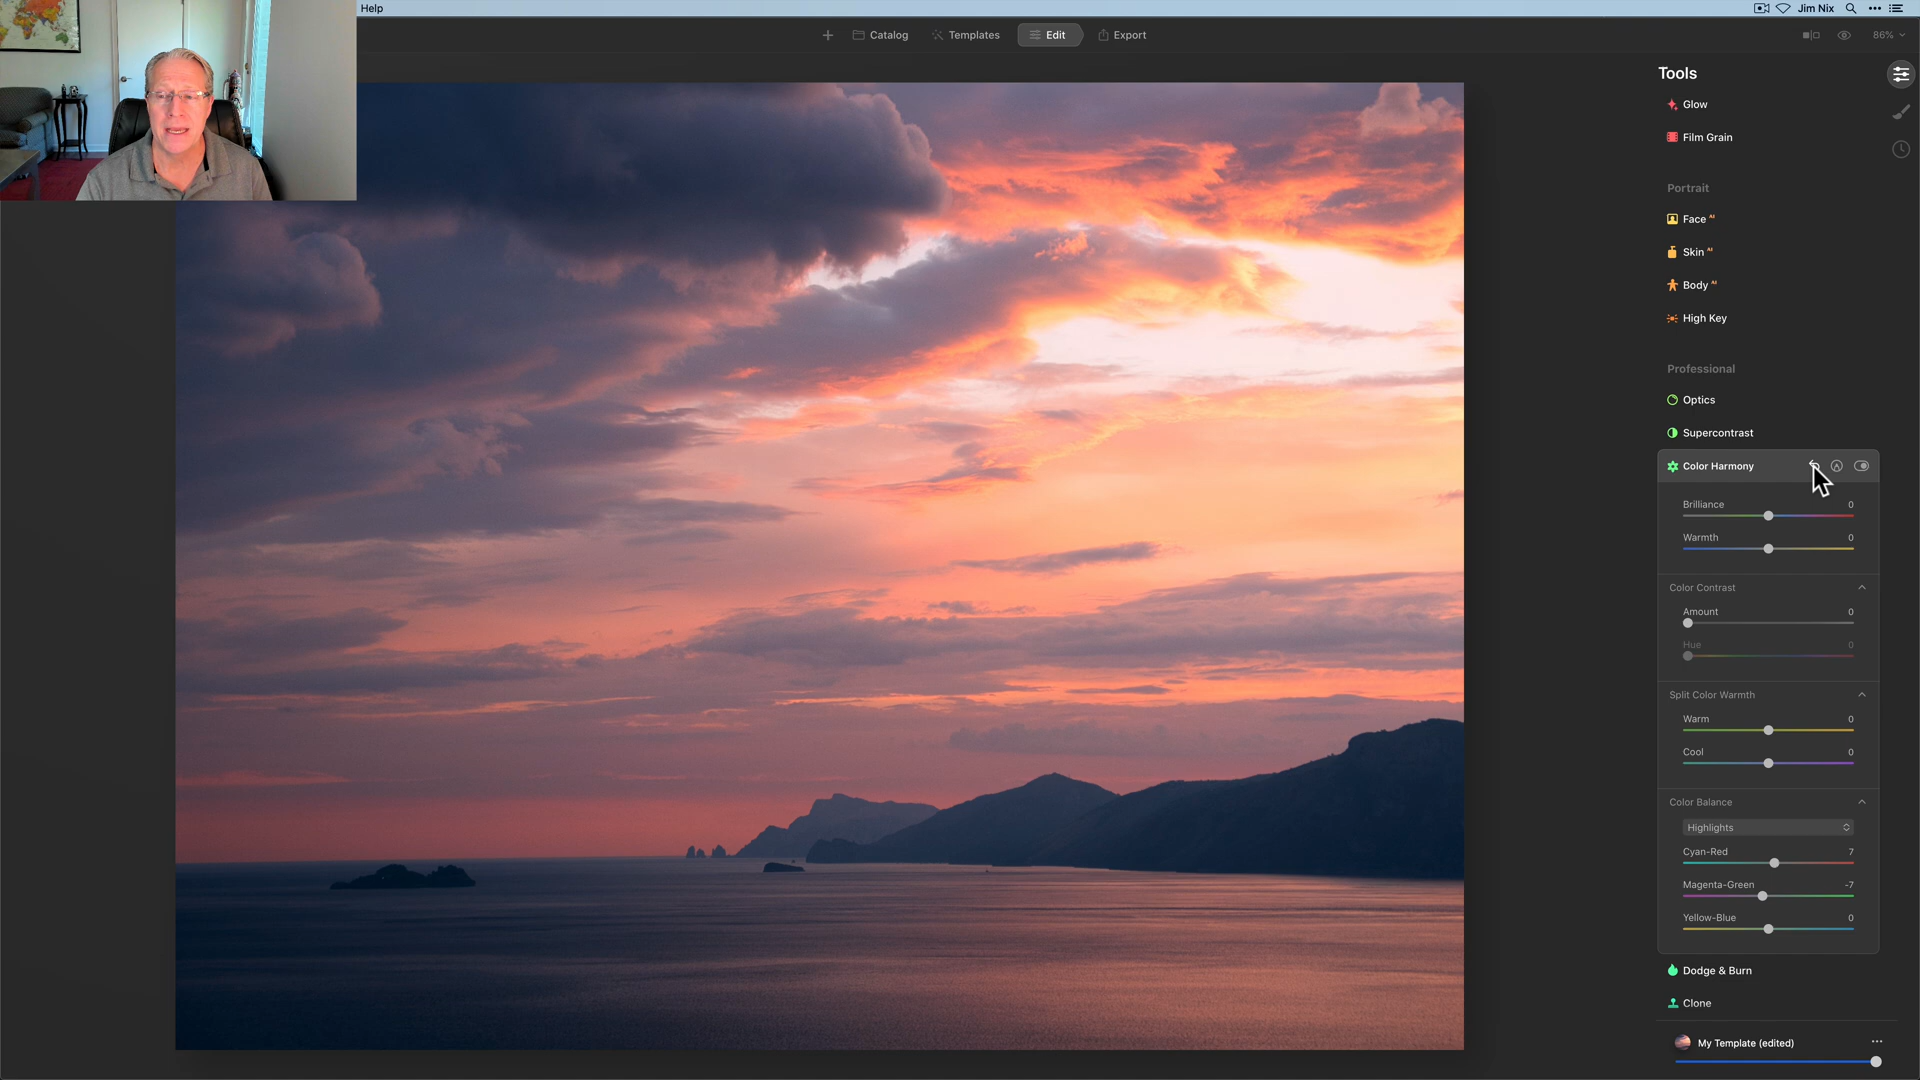 Help
Jim Nix
Catalog
Templates
Edit
Export
86%
Tools
Glow
Film Grain
Portrait
Face AI
Skin AI
Body AI
High Key
Professional
Optics
Supercontrast
Color Harmony
Brilliance 0
Warmth 0
Color Contrast
Amount 0
Hue 0
Split Color Warmth
Warm 0
Cool 0
Color Balance
Highlights
Cyan-Red 7
Magenta-Green -7
Yellow-Blue 0
Dodge & Burn
Clone
My Template (edited)